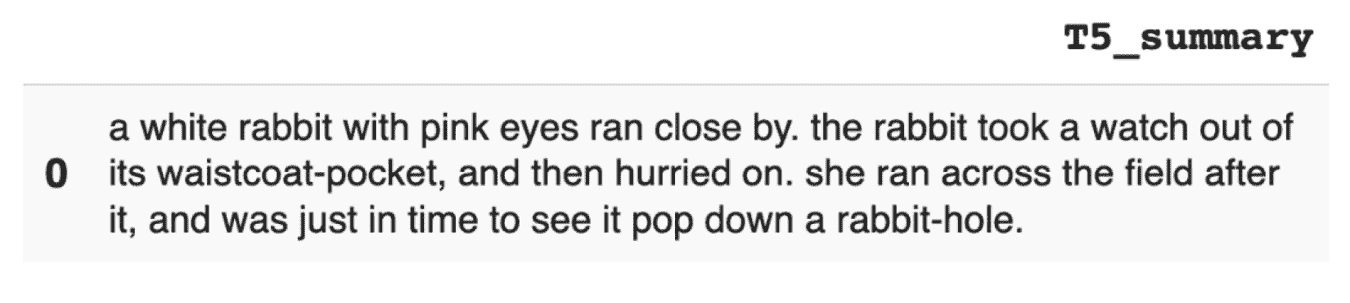 T5_summary
a white rabbit with pink eyes ran close by. the rabbit took a watch out of
0 its waistcoat-pocket, and then hurried on. she ran across the field after
it, and was just in time to see it pop down a rabbit-hole.